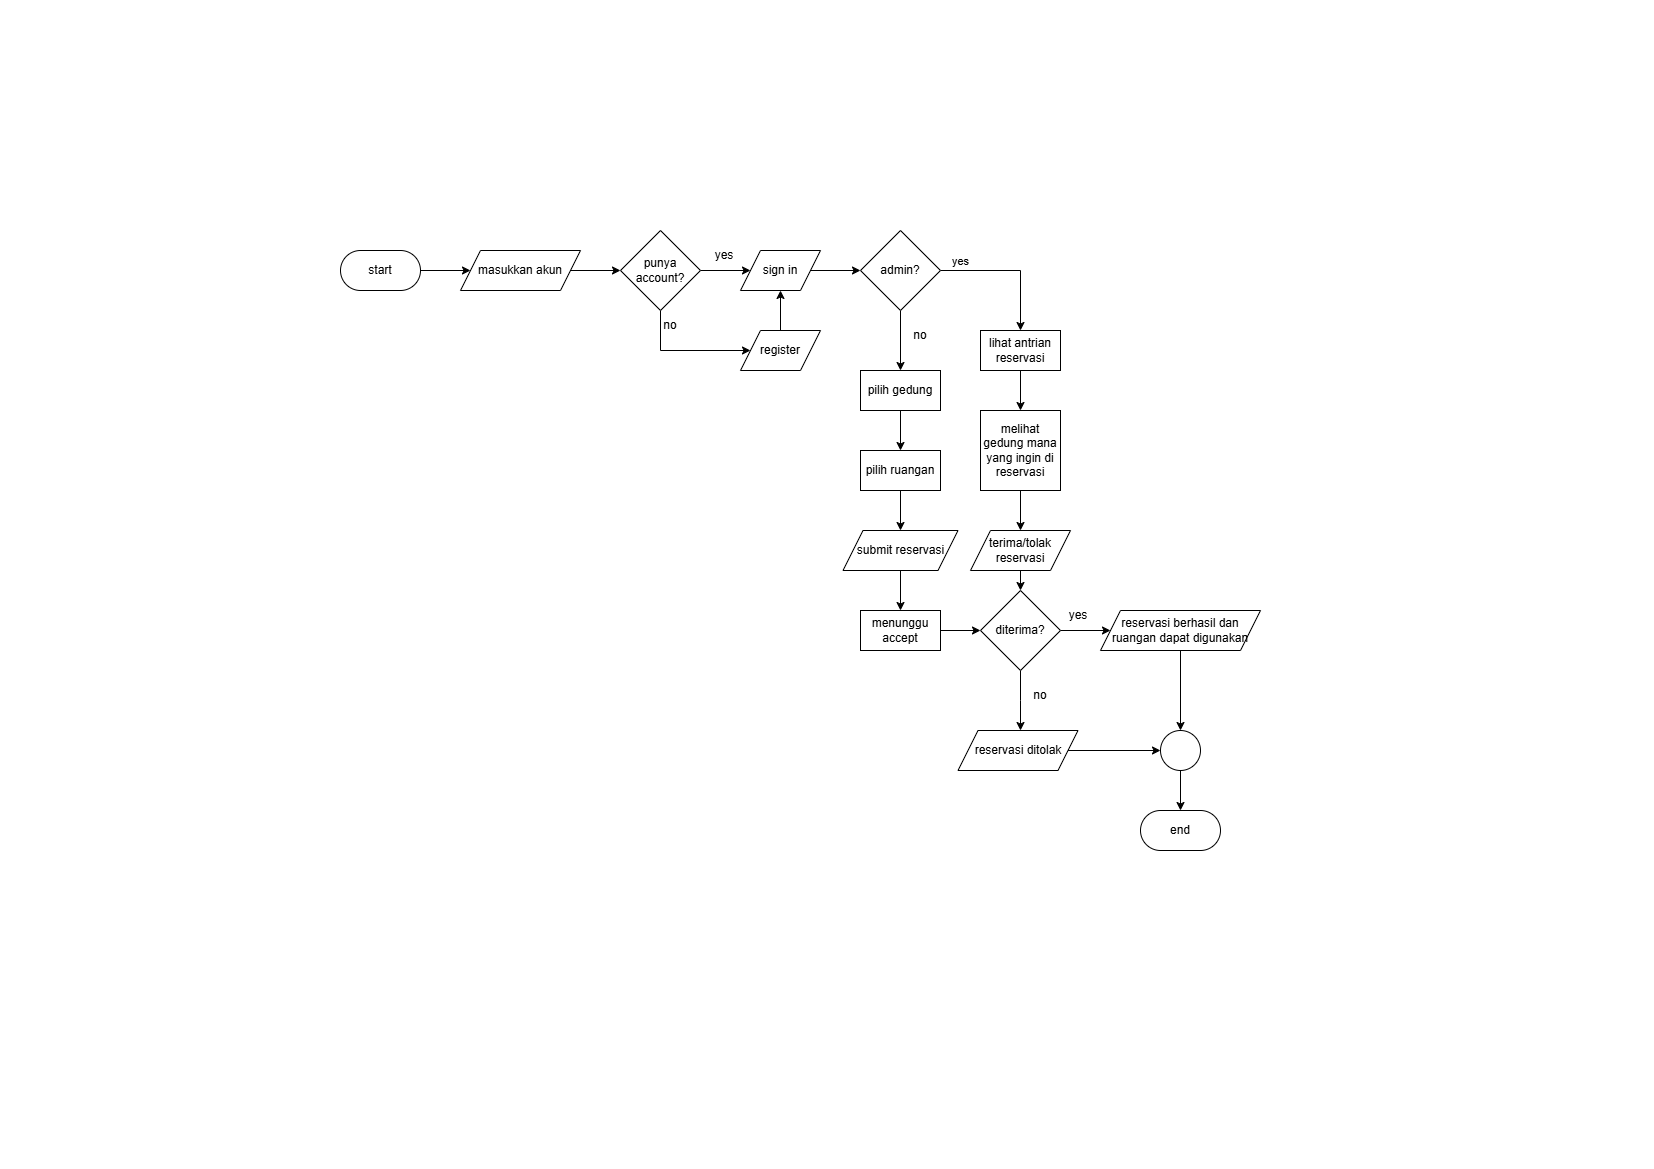 start
masukkan akun
punya
account?
yes
sign in
no
register
admin?
yes
no
pilih gedung
pilih ruangan
submit reservasi
menunggu
accept
lihat antrian
reservasi
melihat
gedung mana
yang ingin di
reservasi
terima/tolak
reservasi
diterima?
yes
reservasi berhasil dan
ruangan dapat digunakan
no
reservasi ditolak
end